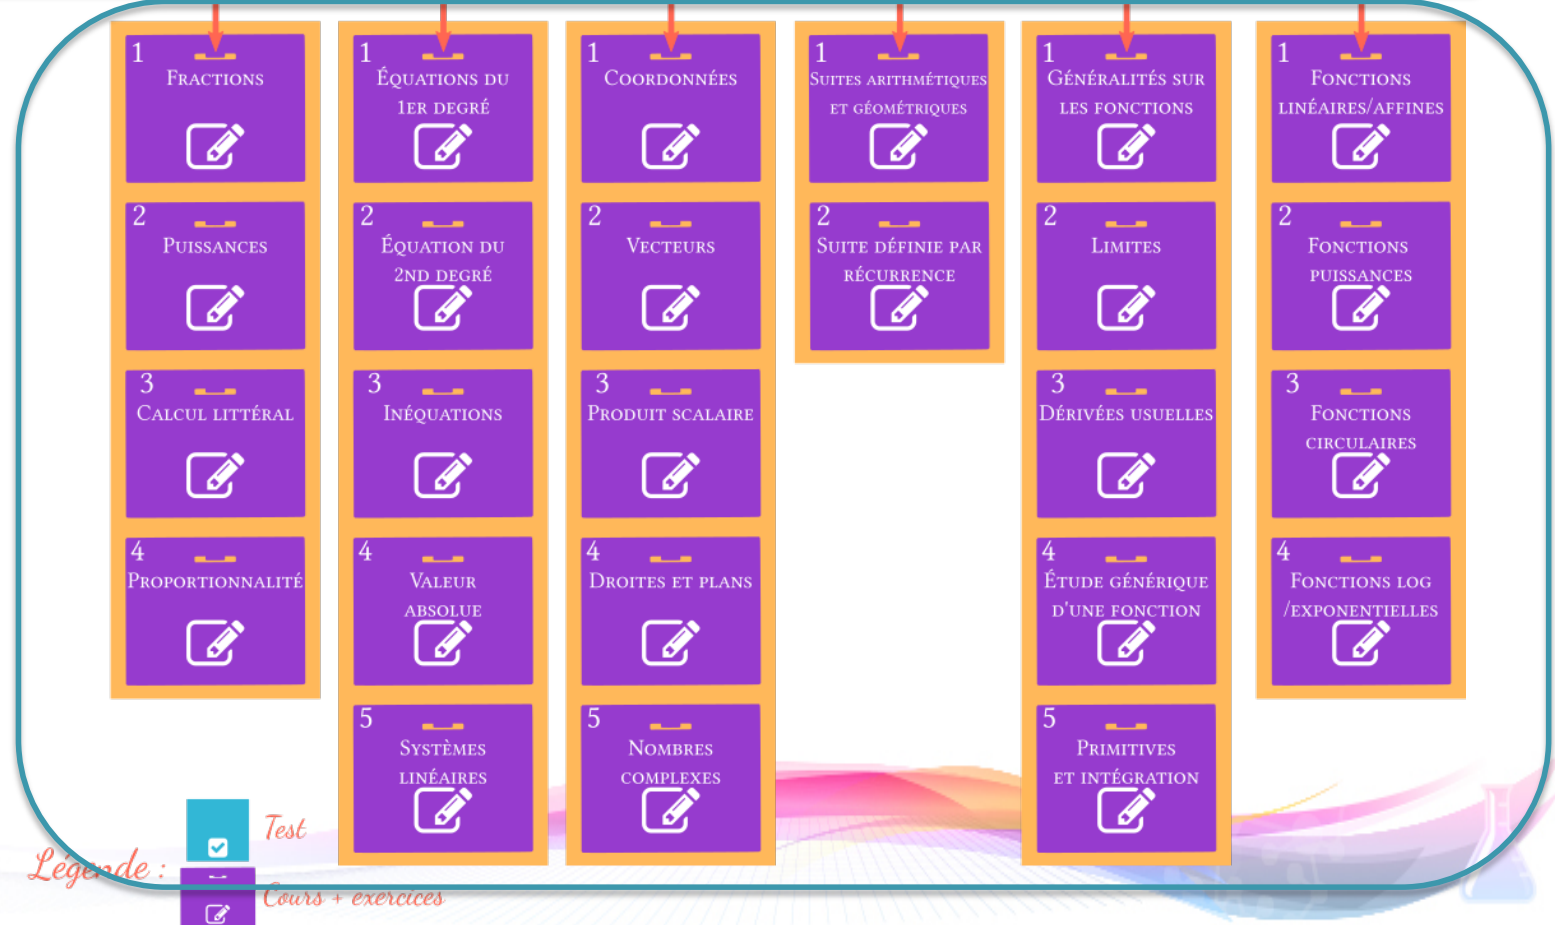 1
Fractions
2
Puissances
3
Calcul littéral
4
Proportionnalité
1
Équations du
1er degré
2
Équation du
2nd degré
3
Inéquations
4
Valeur
absolue
5
Systèmes
linéaires
1
Coordonnées
2
Vecteurs
3
Produit scalaire
4
Droites et plans
5
Nombres
complexes
1
Suites arithmétiques
et géométriques
2
Suite définie par
récurrence
1
Généralités sur
les fonctions
2
Limites
3
Dérivées usuelles
4
Étude générique
d'une fonction
5
Primitives
et intégration
1
Fonctions
linéaires/affines
2
Fonctions
puissances
3
Fonctions
circulaires
4
Fonctions log
/exponentielles
Légende :
Test
Cours + exercices